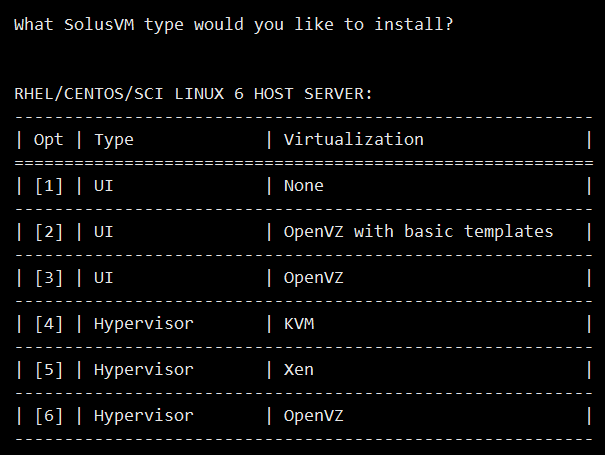 What SolusVM type would you like to install?
RHEL/CENTOS/SCI LINUX 6 HOST SERVER:
----------------------------------------------------------
| Opt | Type             | Virtualization                |
==========================================================
| [1] | UI               | None                          |
----------------------------------------------------------
| [2] | UI               | OpenVZ with basic templates   |
----------------------------------------------------------
| [3] | UI               | OpenVZ                        |
----------------------------------------------------------
| [4] | Hypervisor       | KVM                           |
----------------------------------------------------------
| [5] | Hypervisor       | Xen                           |
----------------------------------------------------------
| [6] | Hypervisor       | OpenVZ                        |
----------------------------------------------------------